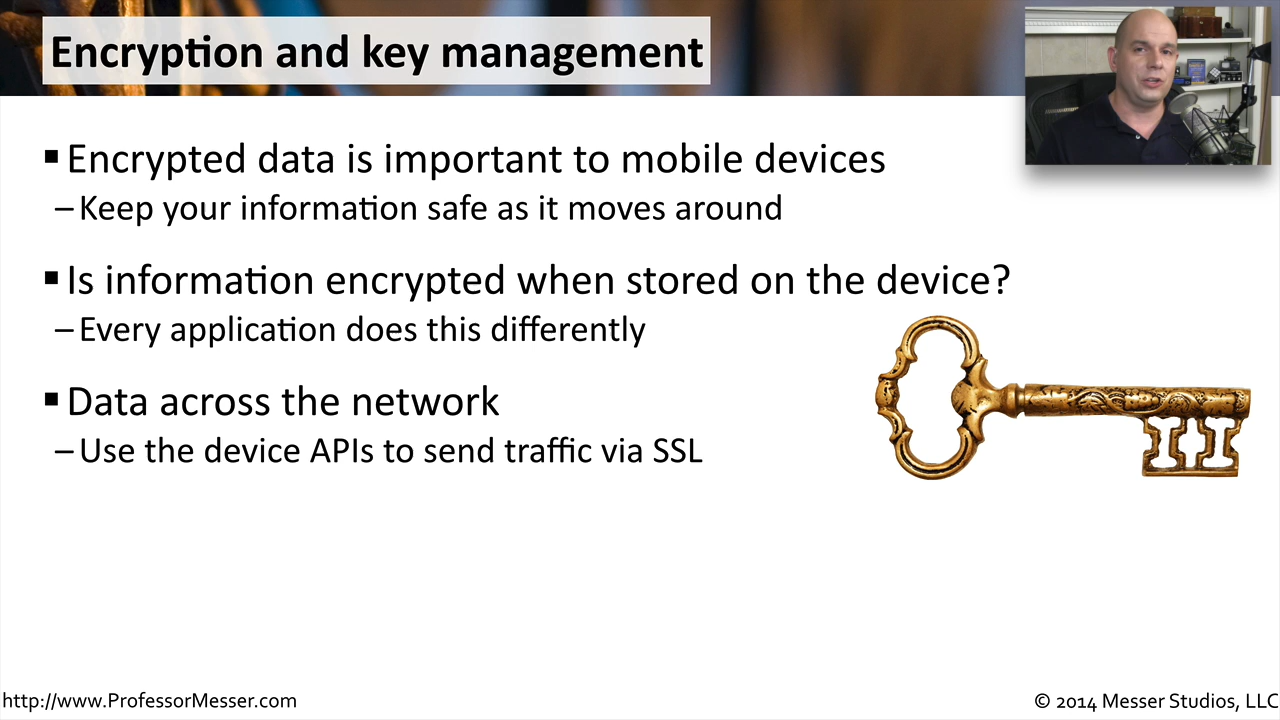 Encryption and key management
▪ Encrypted data is important to mobile devices
– Keep your information safe as it moves around
▪ Is information encrypted when stored on the device?
– Every application does this differently
▪ Data across the network
– Use the device APIs to send traffic via SSL
http://www.ProfessorMesser.com
© 2014 Messer Studios, LLC